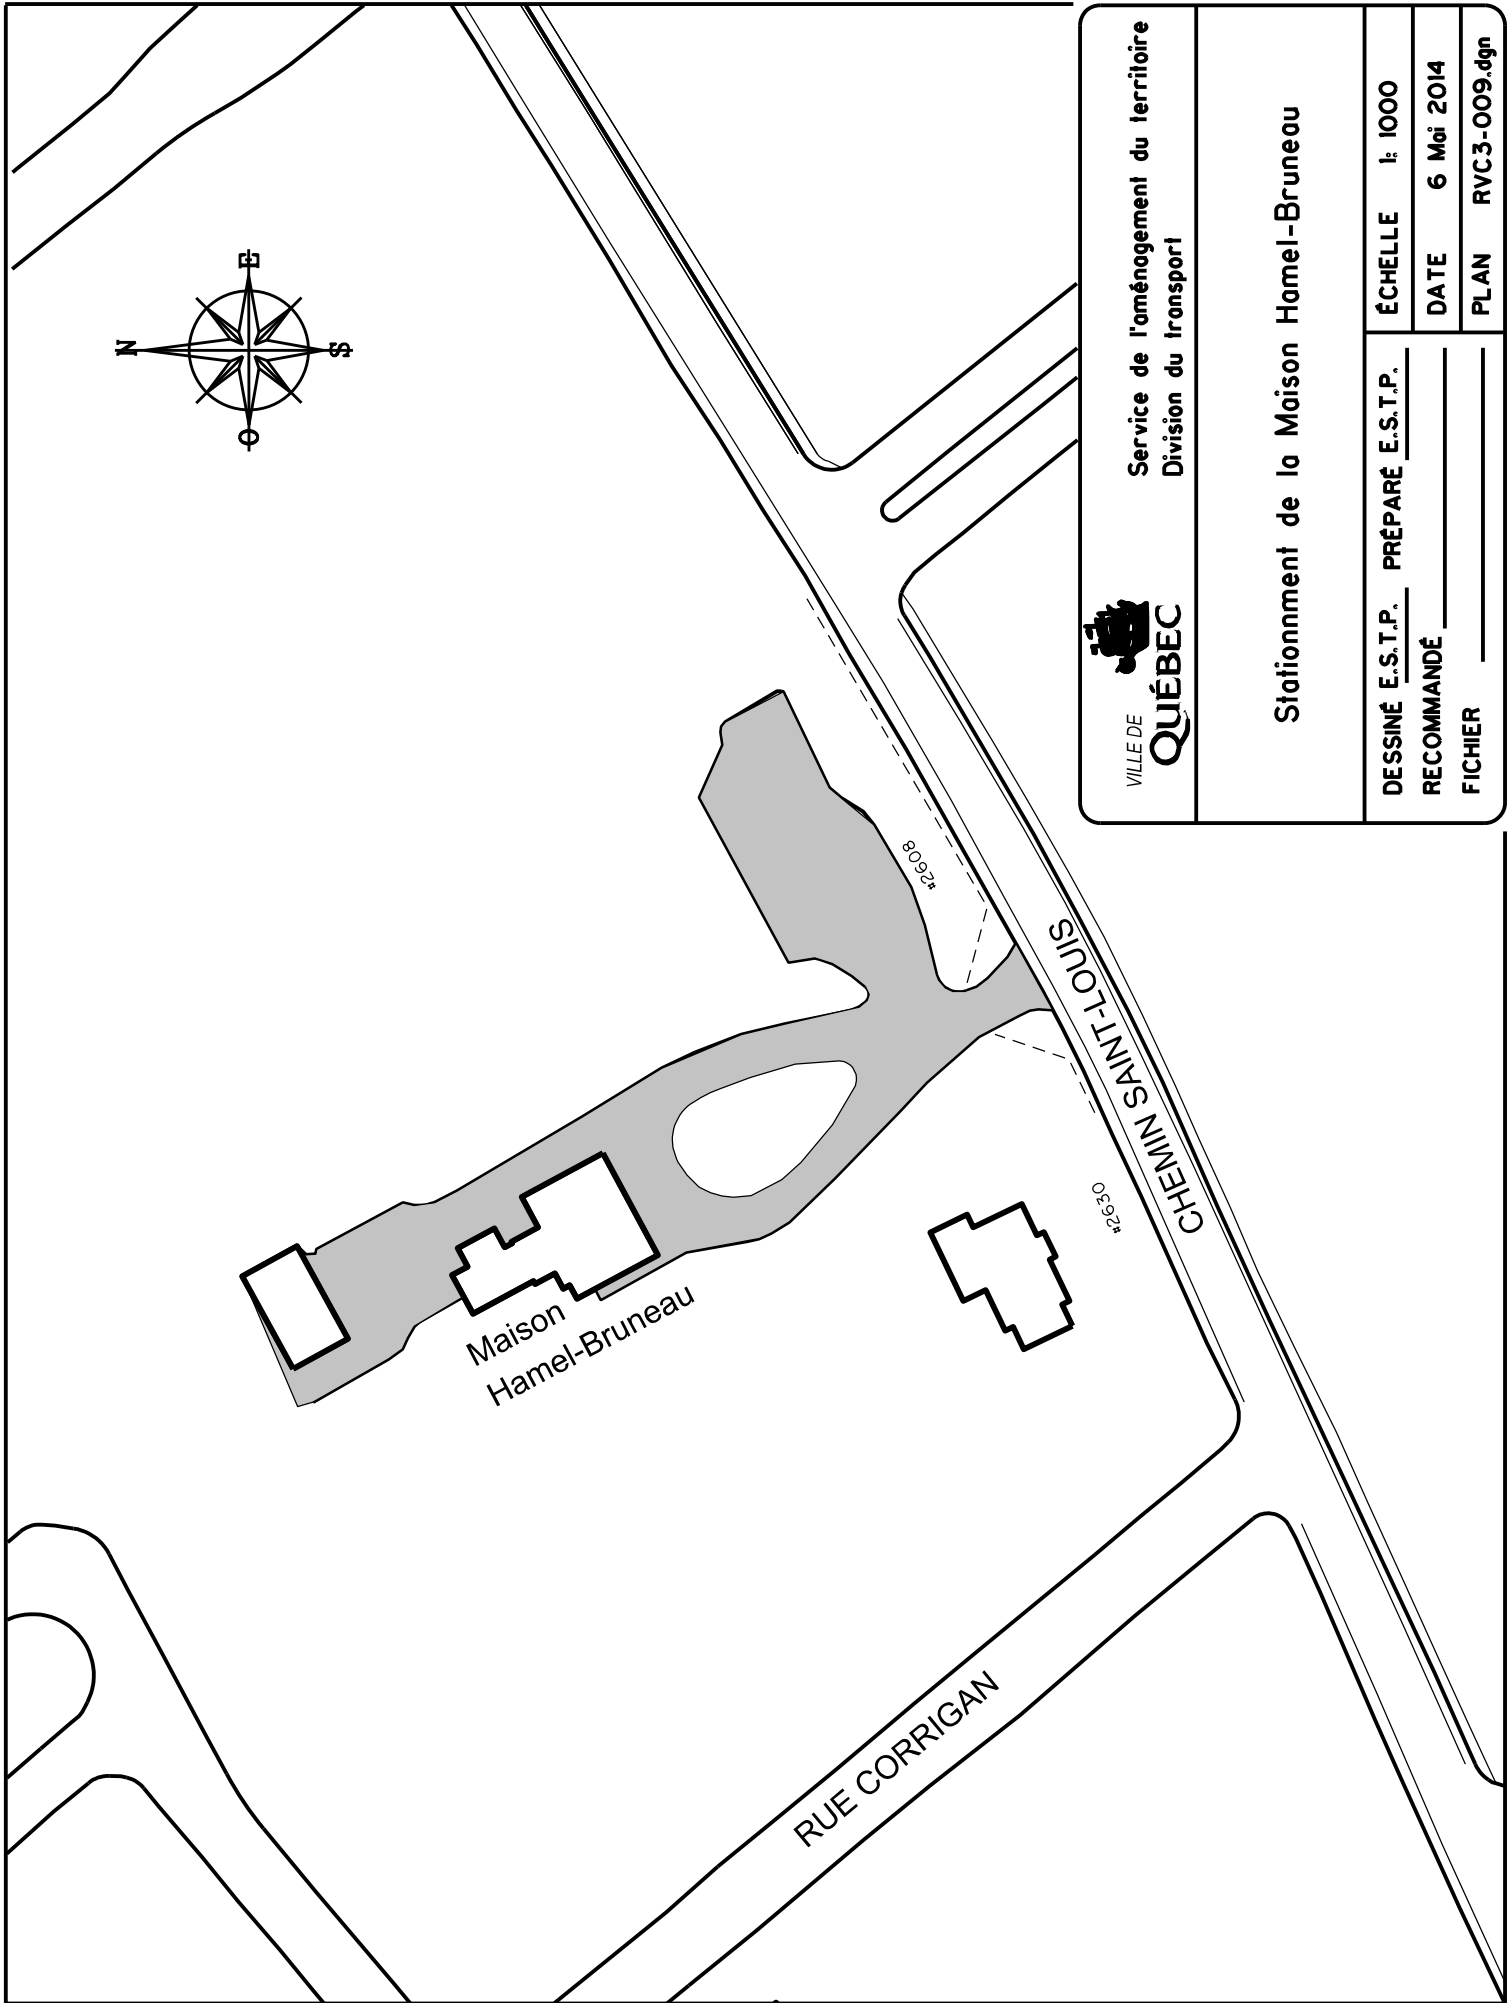 N
E
S
O
#2608
CHEMIN SAINT-LOUIS
#2630
Maison
Hamel-Bruneau
RUE CORRIGAN
VILLE DE
QUÉBEC
Service de l'aménagement du territoire
Division du transport
Stationnment de la Maison Hamel-Bruneau
DESSINÉ E.S.T.P. PRÉPARÉ E.S.T.P.
RECOMMANDÉ
FICHIER
ÉCHELLE 1: 1000
DATE 6 Mai 2014
PLAN RVC3-009.dgn